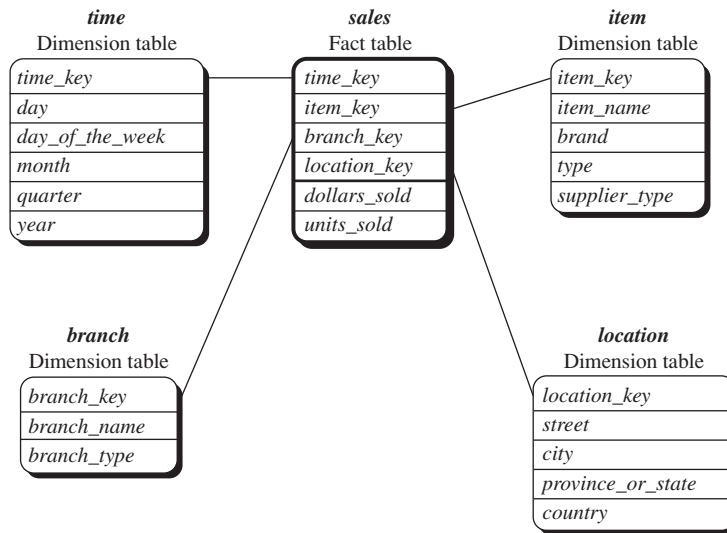 time
Dimension table
time_key
day
day_of_the_week
month
quarter
year
sales
Fact table
time_key
item_key
branch_key
location_key
dollars_sold
units_sold
item
Dimension table
item_key
item_name
brand
type
supplier_type
branch
Dimension table
branch_key
branch_name
branch_type
location
Dimension table
location_key
street
city
province_or_state
country